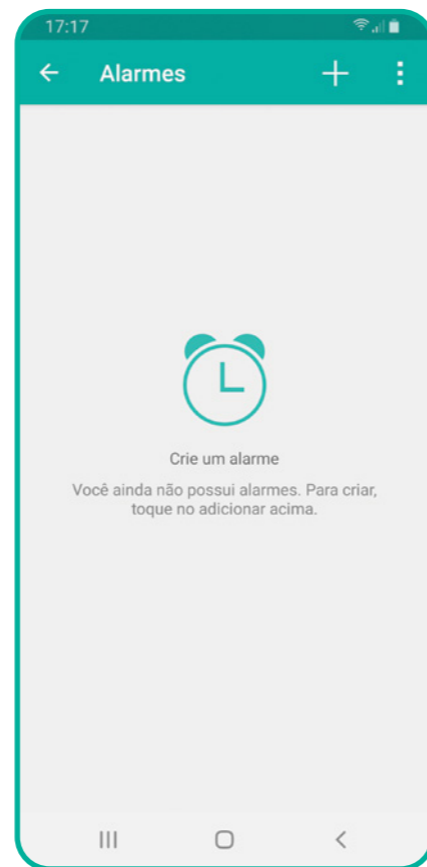 17:17
Alarmes
Crie um alarme
Você ainda não possui alarmes. Para criar,
toque no adicionar acima.